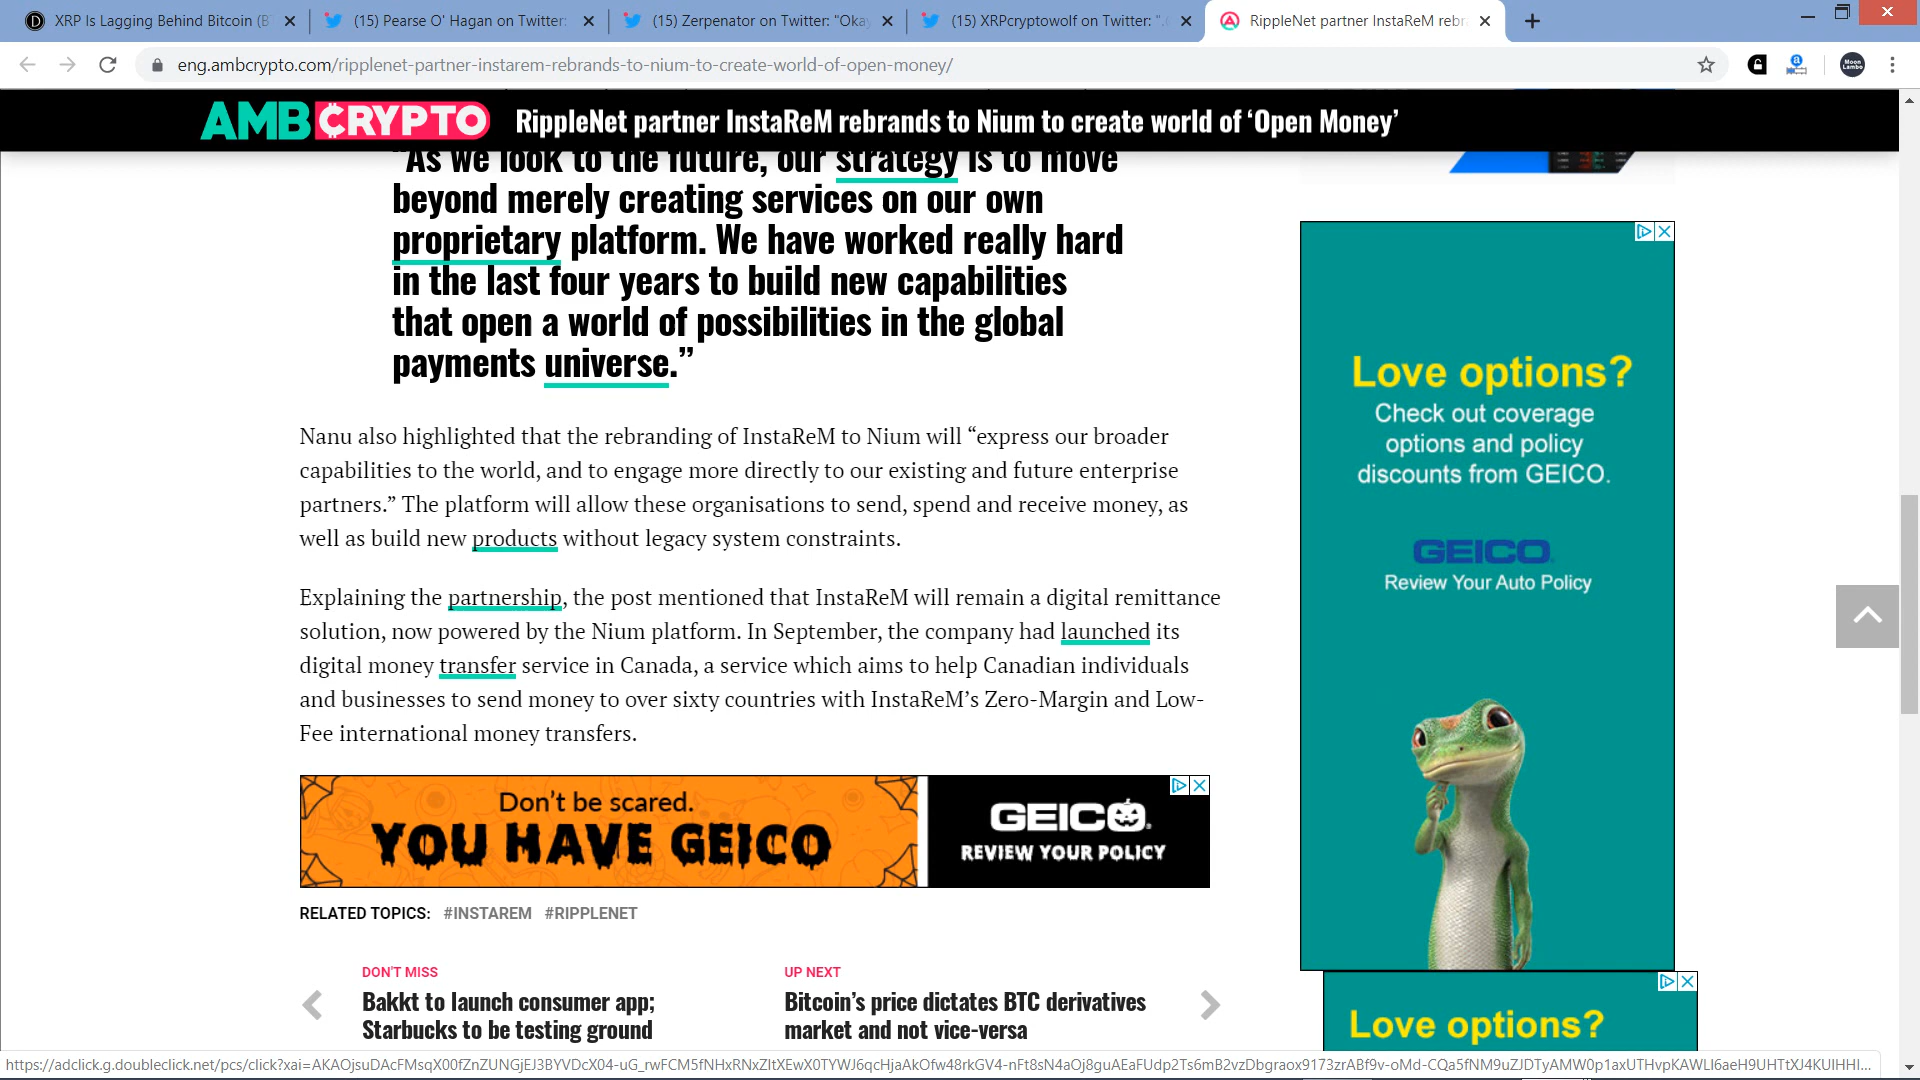 XRP Is Lagging Behind Bitcoin (BT
(15) Pearse O' Hagan on Twitter:
(15) Zerpenator on Twitter: "Okay
(15) XRPcryptowolf on Twitter: ".
RippleNet partner InstaReM rebr
eng.ambcrypto.com/ripplenet-partner-instarem-rebrands-to-nium-to-create-world-of-open-money/
Moon Lambo
AMBCRYPTO
RippleNet partner InstaReM rebrands to Nium to create world of ‘Open Money’
“As we look to the future, our strategy is to move
beyond merely creating services on our own
proprietary platform. We have worked really hard
in the last four years to build new capabilities
that open a world of possibilities in the global
payments universe.”
Nanu also highlighted that the rebranding of InstaReM to Nium will “express our broader
capabilities to the world, and to engage more directly to our existing and future enterprise
partners.” The platform will allow these organisations to send, spend and receive money, as
well as build new products without legacy system constraints.
Explaining the partnership, the post mentioned that InstaReM will remain a digital remittance
solution, now powered by the Nium platform. In September, the company had launched its
digital money transfer service in Canada, a service which aims to help Canadian individuals
and businesses to send money to over sixty countries with InstaReM’s Zero-Margin and Low-
Fee international money transfers.
Don’t be scared.
YOU HAVE GEICO
GEICO
REVIEW YOUR POLICY
RELATED TOPICS: #INSTAREM #RIPPLENET
DON'T MISS
Bakkt to launch consumer app;
Starbucks to be testing ground
UP NEXT
Bitcoin’s price dictates BTC derivatives
market and not vice-versa
Love options?
Check out coverage
options and policy
discounts from GEICO.
GEICO
Review Your Auto Policy
Love options?